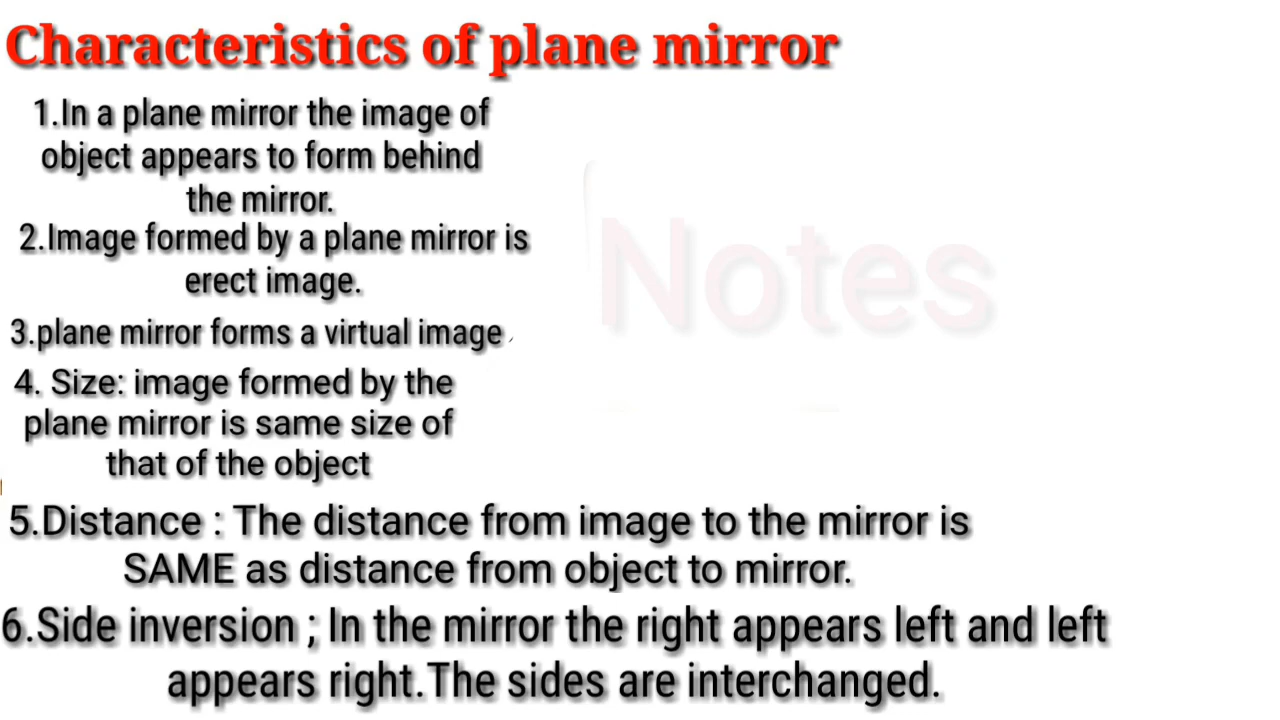 Characteristics of plane mirror
1.In a plane mirror the image of
object appears to form behind
the mirror.
2.Image formed by a plane mirror is
erect image.
3.plane mirror forms a virtual image
4. Size: image formed by the
plane mirror is same size of
that of the object
Notes
5.Distance : The distance from image to the mirror is
SAME as distance from object to mirror.
6.Side inversion ; In the mirror the right appears left and left
appears right.The sides are interchanged.